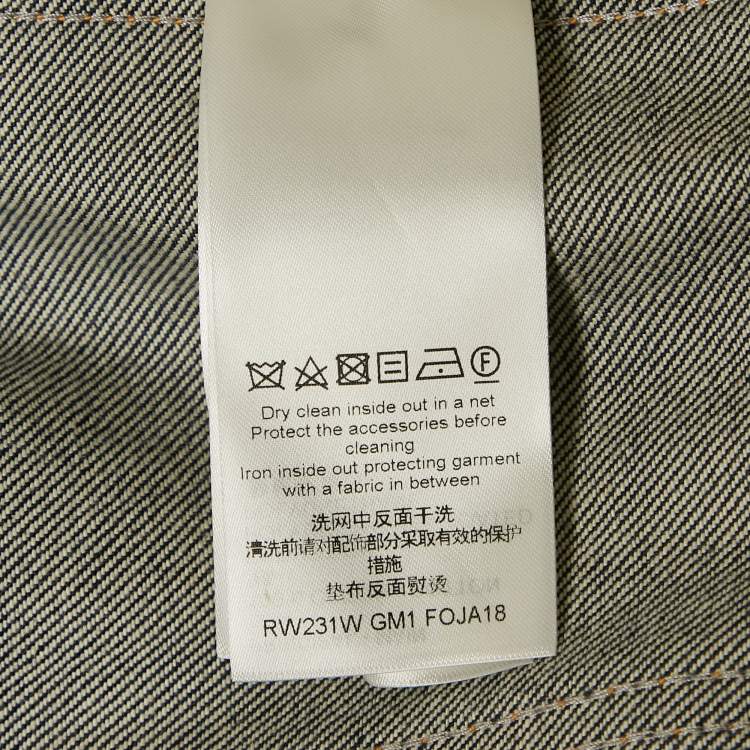 F
Dry clean inside out in a net
Protect the accessories before
cleaning
Iron inside out protecting garment
with a fabric in between
洗网中反面干洗
清洗前请对配饰部分采取有效的保护
措施
垫布反面熨烫
RW231W GM1 FOJA18